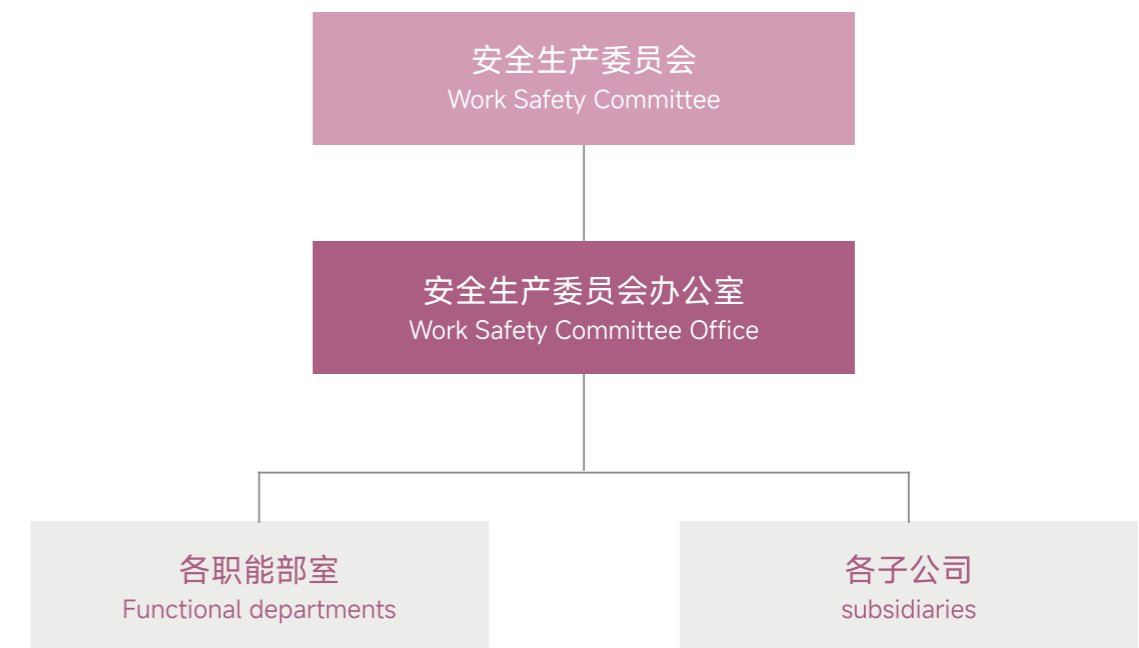 安全生产委员会
Work Safety Committee
安全生产委员会办公室
Work Safety Committee Office
各职能部室
Functional departments
各子公司
subsidiaries